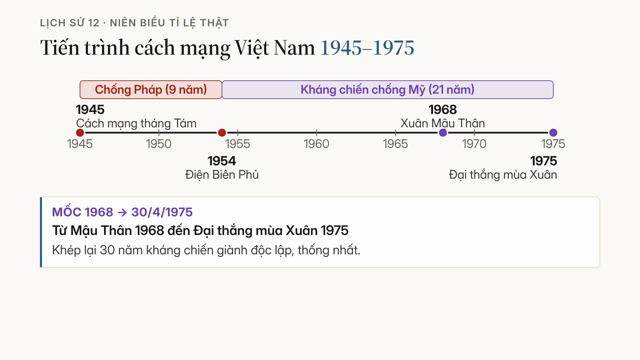 LỊCH SỬ 12 · NIÊN BIỂU TỈ LỆ THẬT
Tiến trình cách mạng Việt Nam 1945–1975
Chống Pháp (9 năm) Kháng chiến chống Mỹ (21 năm)
1945 1968
Cách mạng tháng Tám Xuân Mậu Thân
1945 1950 1955 1960 1965 1970 1975
1954 1975
Điện Biên Phủ Đại thắng mùa Xuân
MỐC 1968 → 30/4/1975
Từ Mậu Thân 1968 đến Đại thắng mùa Xuân 1975
Khép lại 30 năm kháng chiến giành độc lập, thống nhất.